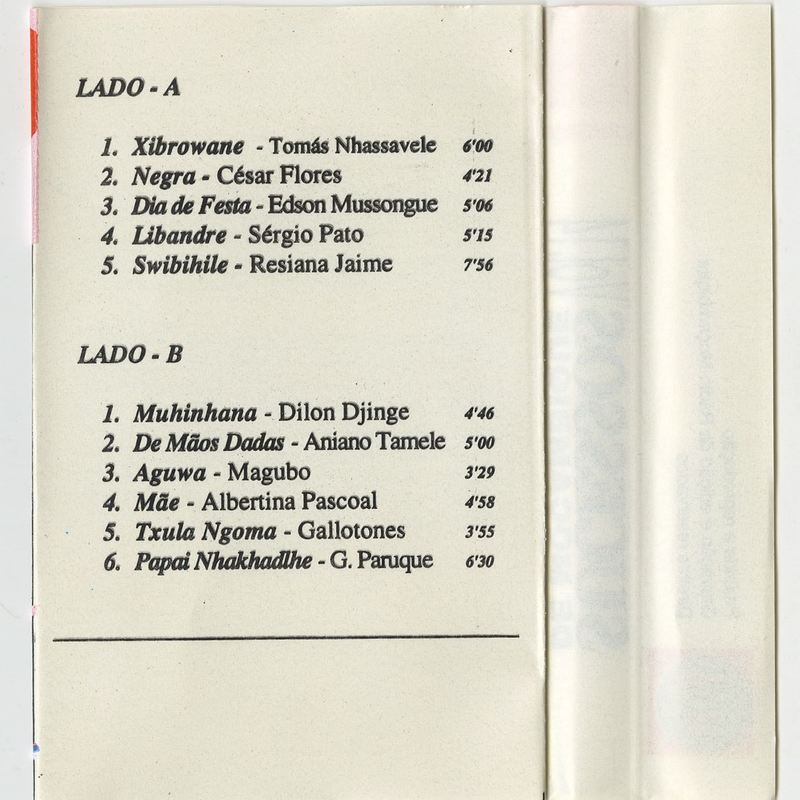 LADO - A
1. Xibrowane - Tomás Nhassavele 6'00
2. Negra - César Flores 4'21
3. Dia de Festa - Edson Mussongue 5'06
4. Libandre - Sérgio Pato 5'15
5. Swibihile - Resiana Jaime 7'56
LADO - B
1. Muhinhana - Dilon Djinge 4'46
2. De Mãos Dadas - Aniano Tamele 5'00
3. Aguwa - Magubo 3'29
4. Mãe - Albertina Pascoal 4'58
5. Txula Ngoma - Gallotones 3'55
6. Papai Nhakhadlhe - G. Paruque 6'30